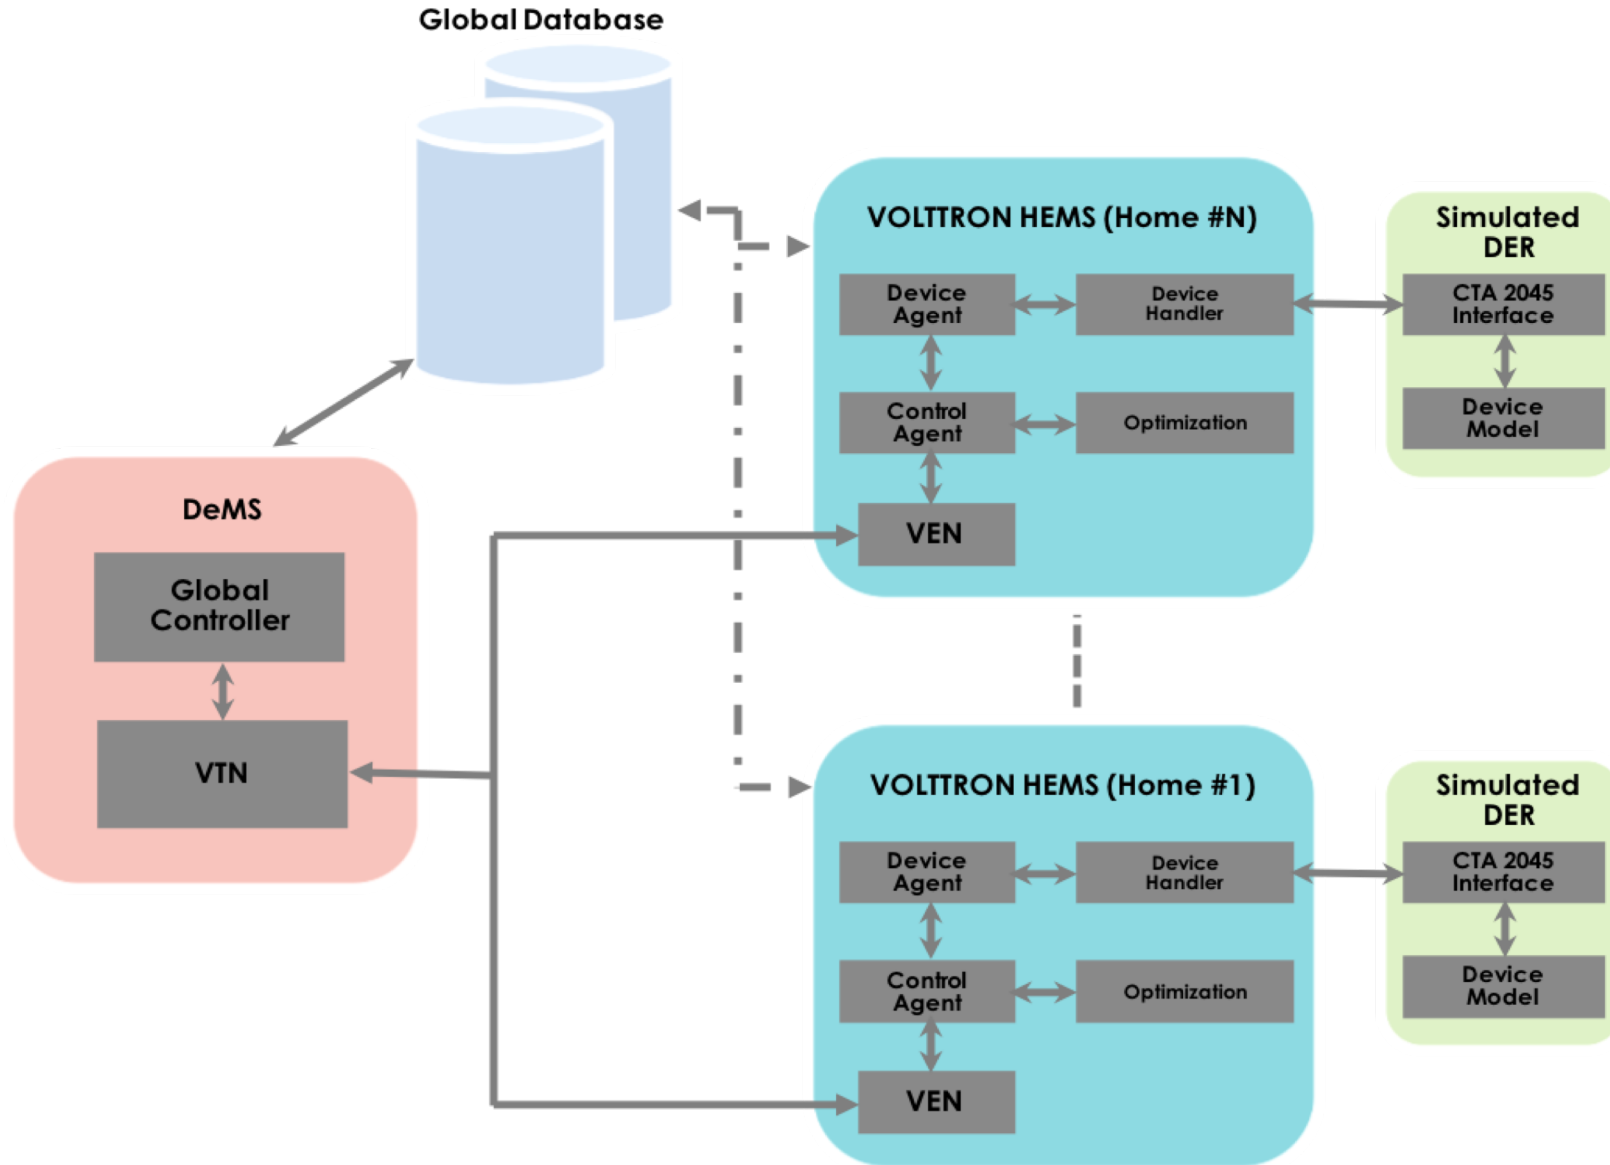 Global Database
VOLTTRON HEMS (Home #N)
Device
Agent
Device
Handler
Control
Agent
Optimization
VEN
Simulated
DER
CTA 2045
Interface
Device
Model
DeMS
Global
Controller
VTN
VOLTTRON HEMS (Home #1)
Device
Agent
Device
Handler
Control
Agent
Optimization
VEN
Simulated
DER
CTA 2045
Interface
Device
Model